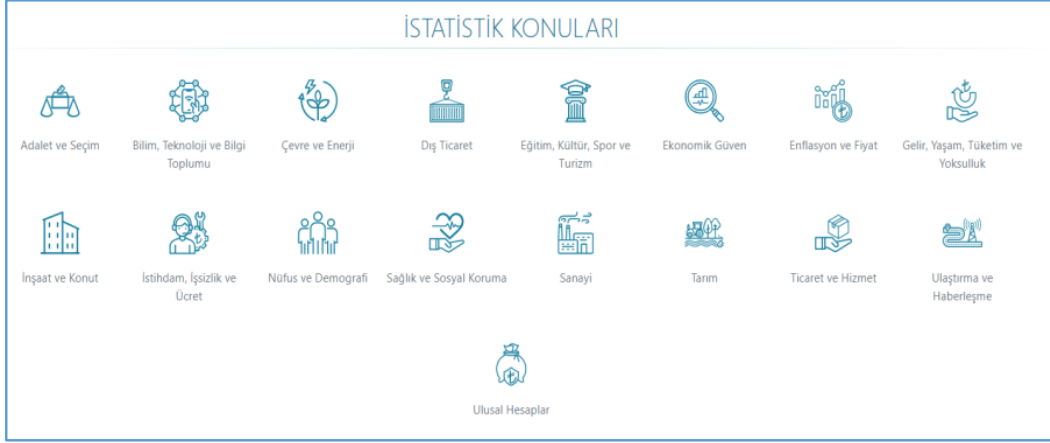 İSTATİSTİK KONULARI
Adalet ve Seçim
Bilim, Teknoloji ve Bilgi
Toplumu
Çevre ve Enerji
Dış Ticaret
Eğitim, Kültür, Spor ve
Turizm
Ekonomik Güven
Enflasyon ve Fiyat
Gelir, Yaşam, Tüketim ve
Yoksulluk
İnşaat ve Konut
İstihdam, İşsizlik ve
Ücret
Nüfus ve Demografi
Sağlık ve Sosyal Koruma
Sanayi
Tarım
Ticaret ve Hizmet
Ulaştırma ve
Haberleşme
Ulusal Hesaplar